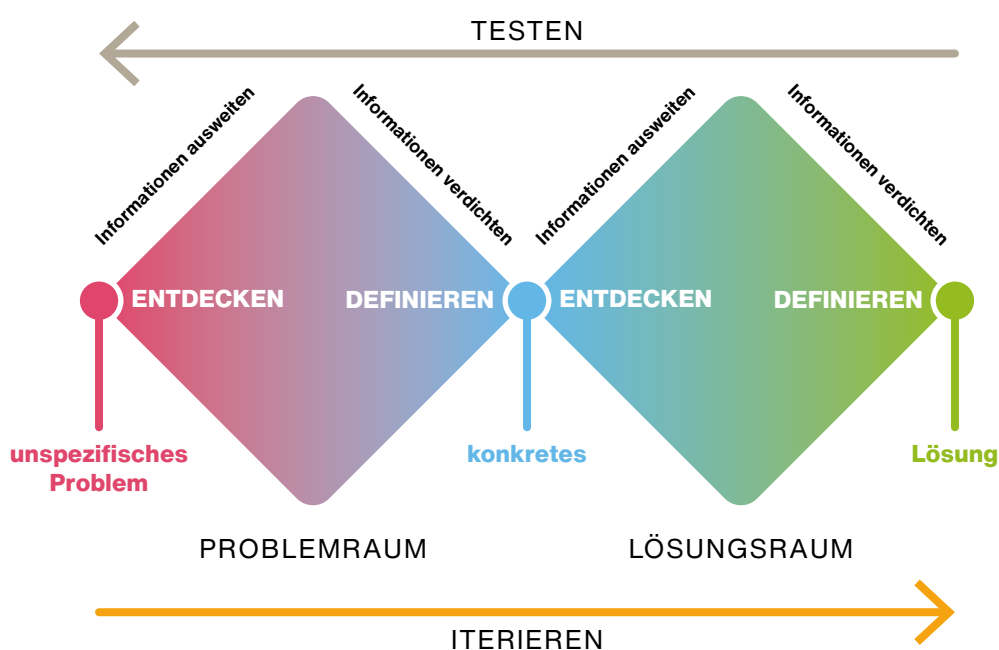 TESTEN
Informationen ausweiten
Informationen verdichten
Informationen ausweiten
Informationen verdichten
ENTDECKEN
DEFINIEREN
ENTDECKEN
DEFINIEREN
unspezifisches
Problem
konkretes
Lösung
PROBLEMRAUM
LÖSUNGSRAUM
ITERIEREN